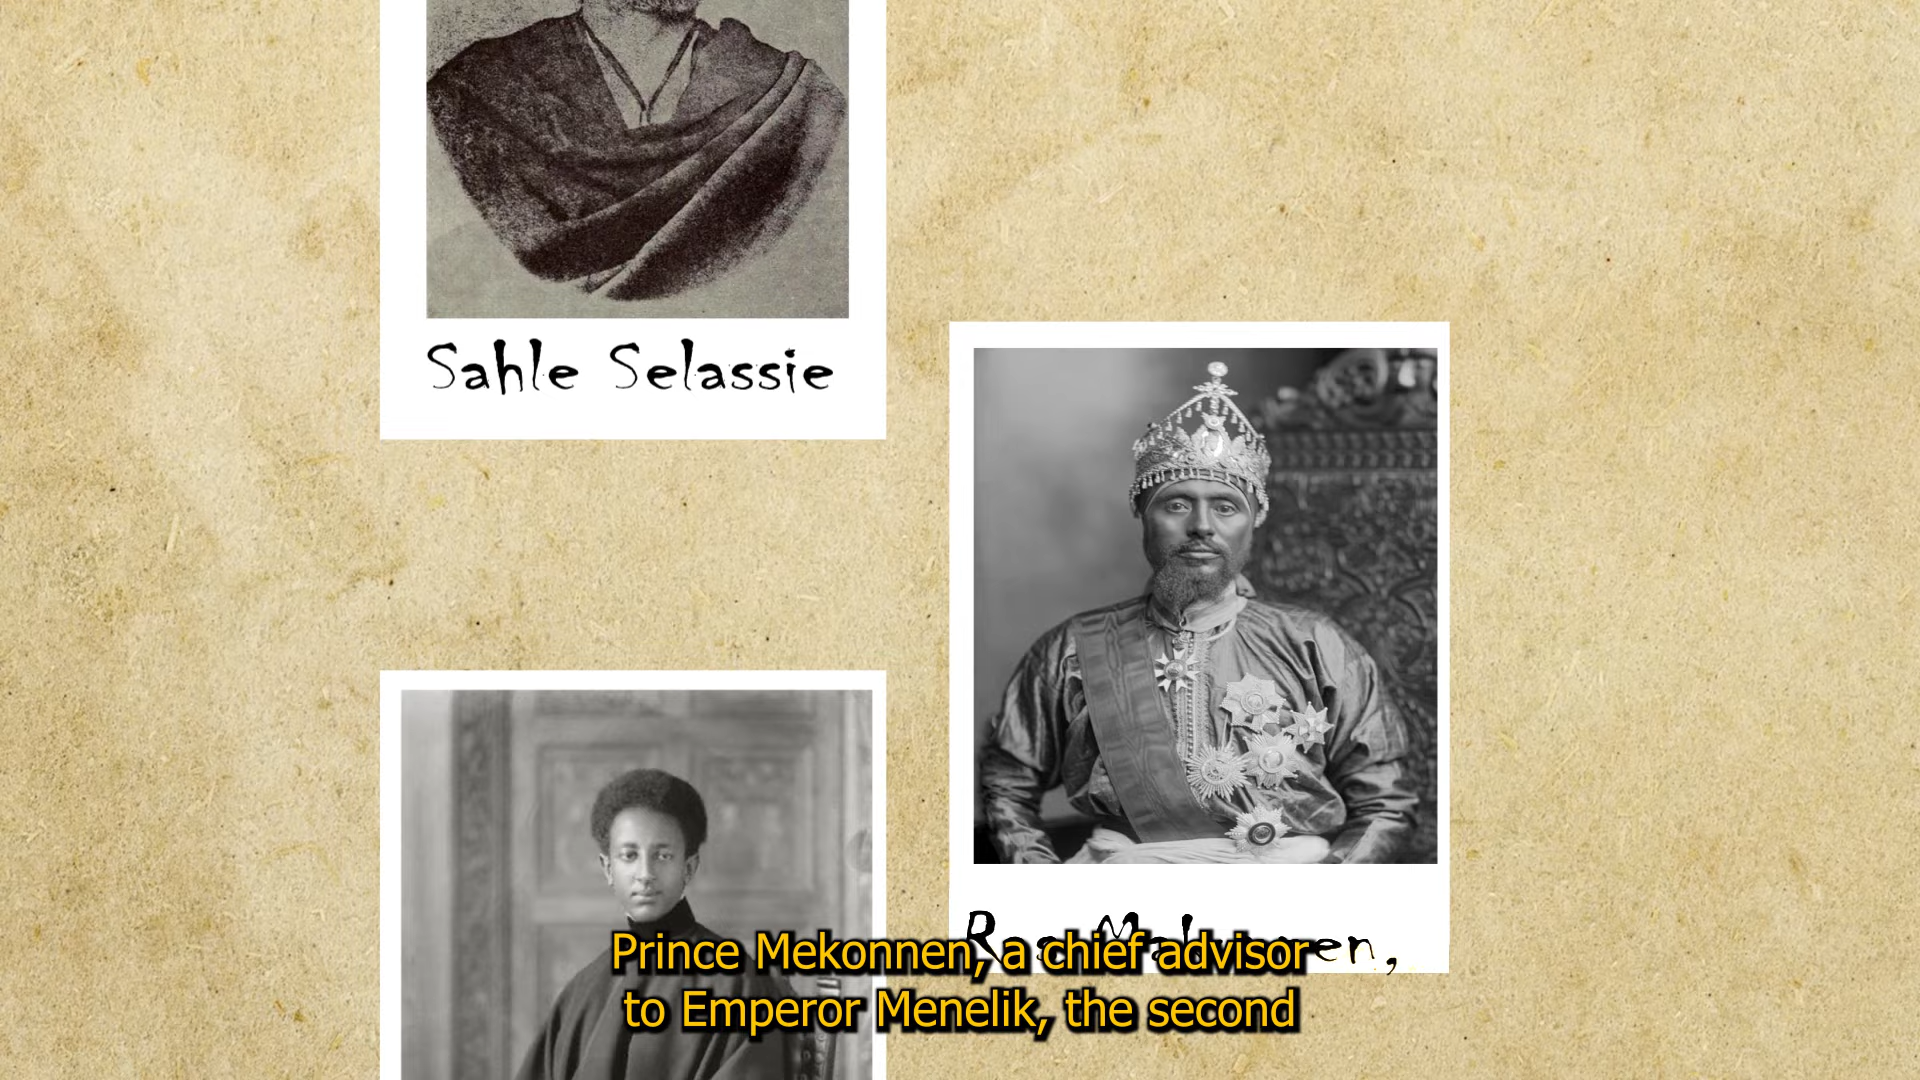 Sahle Selassie
Prince Mekonnen, a chief advisor
to Emperor Menelik, the second